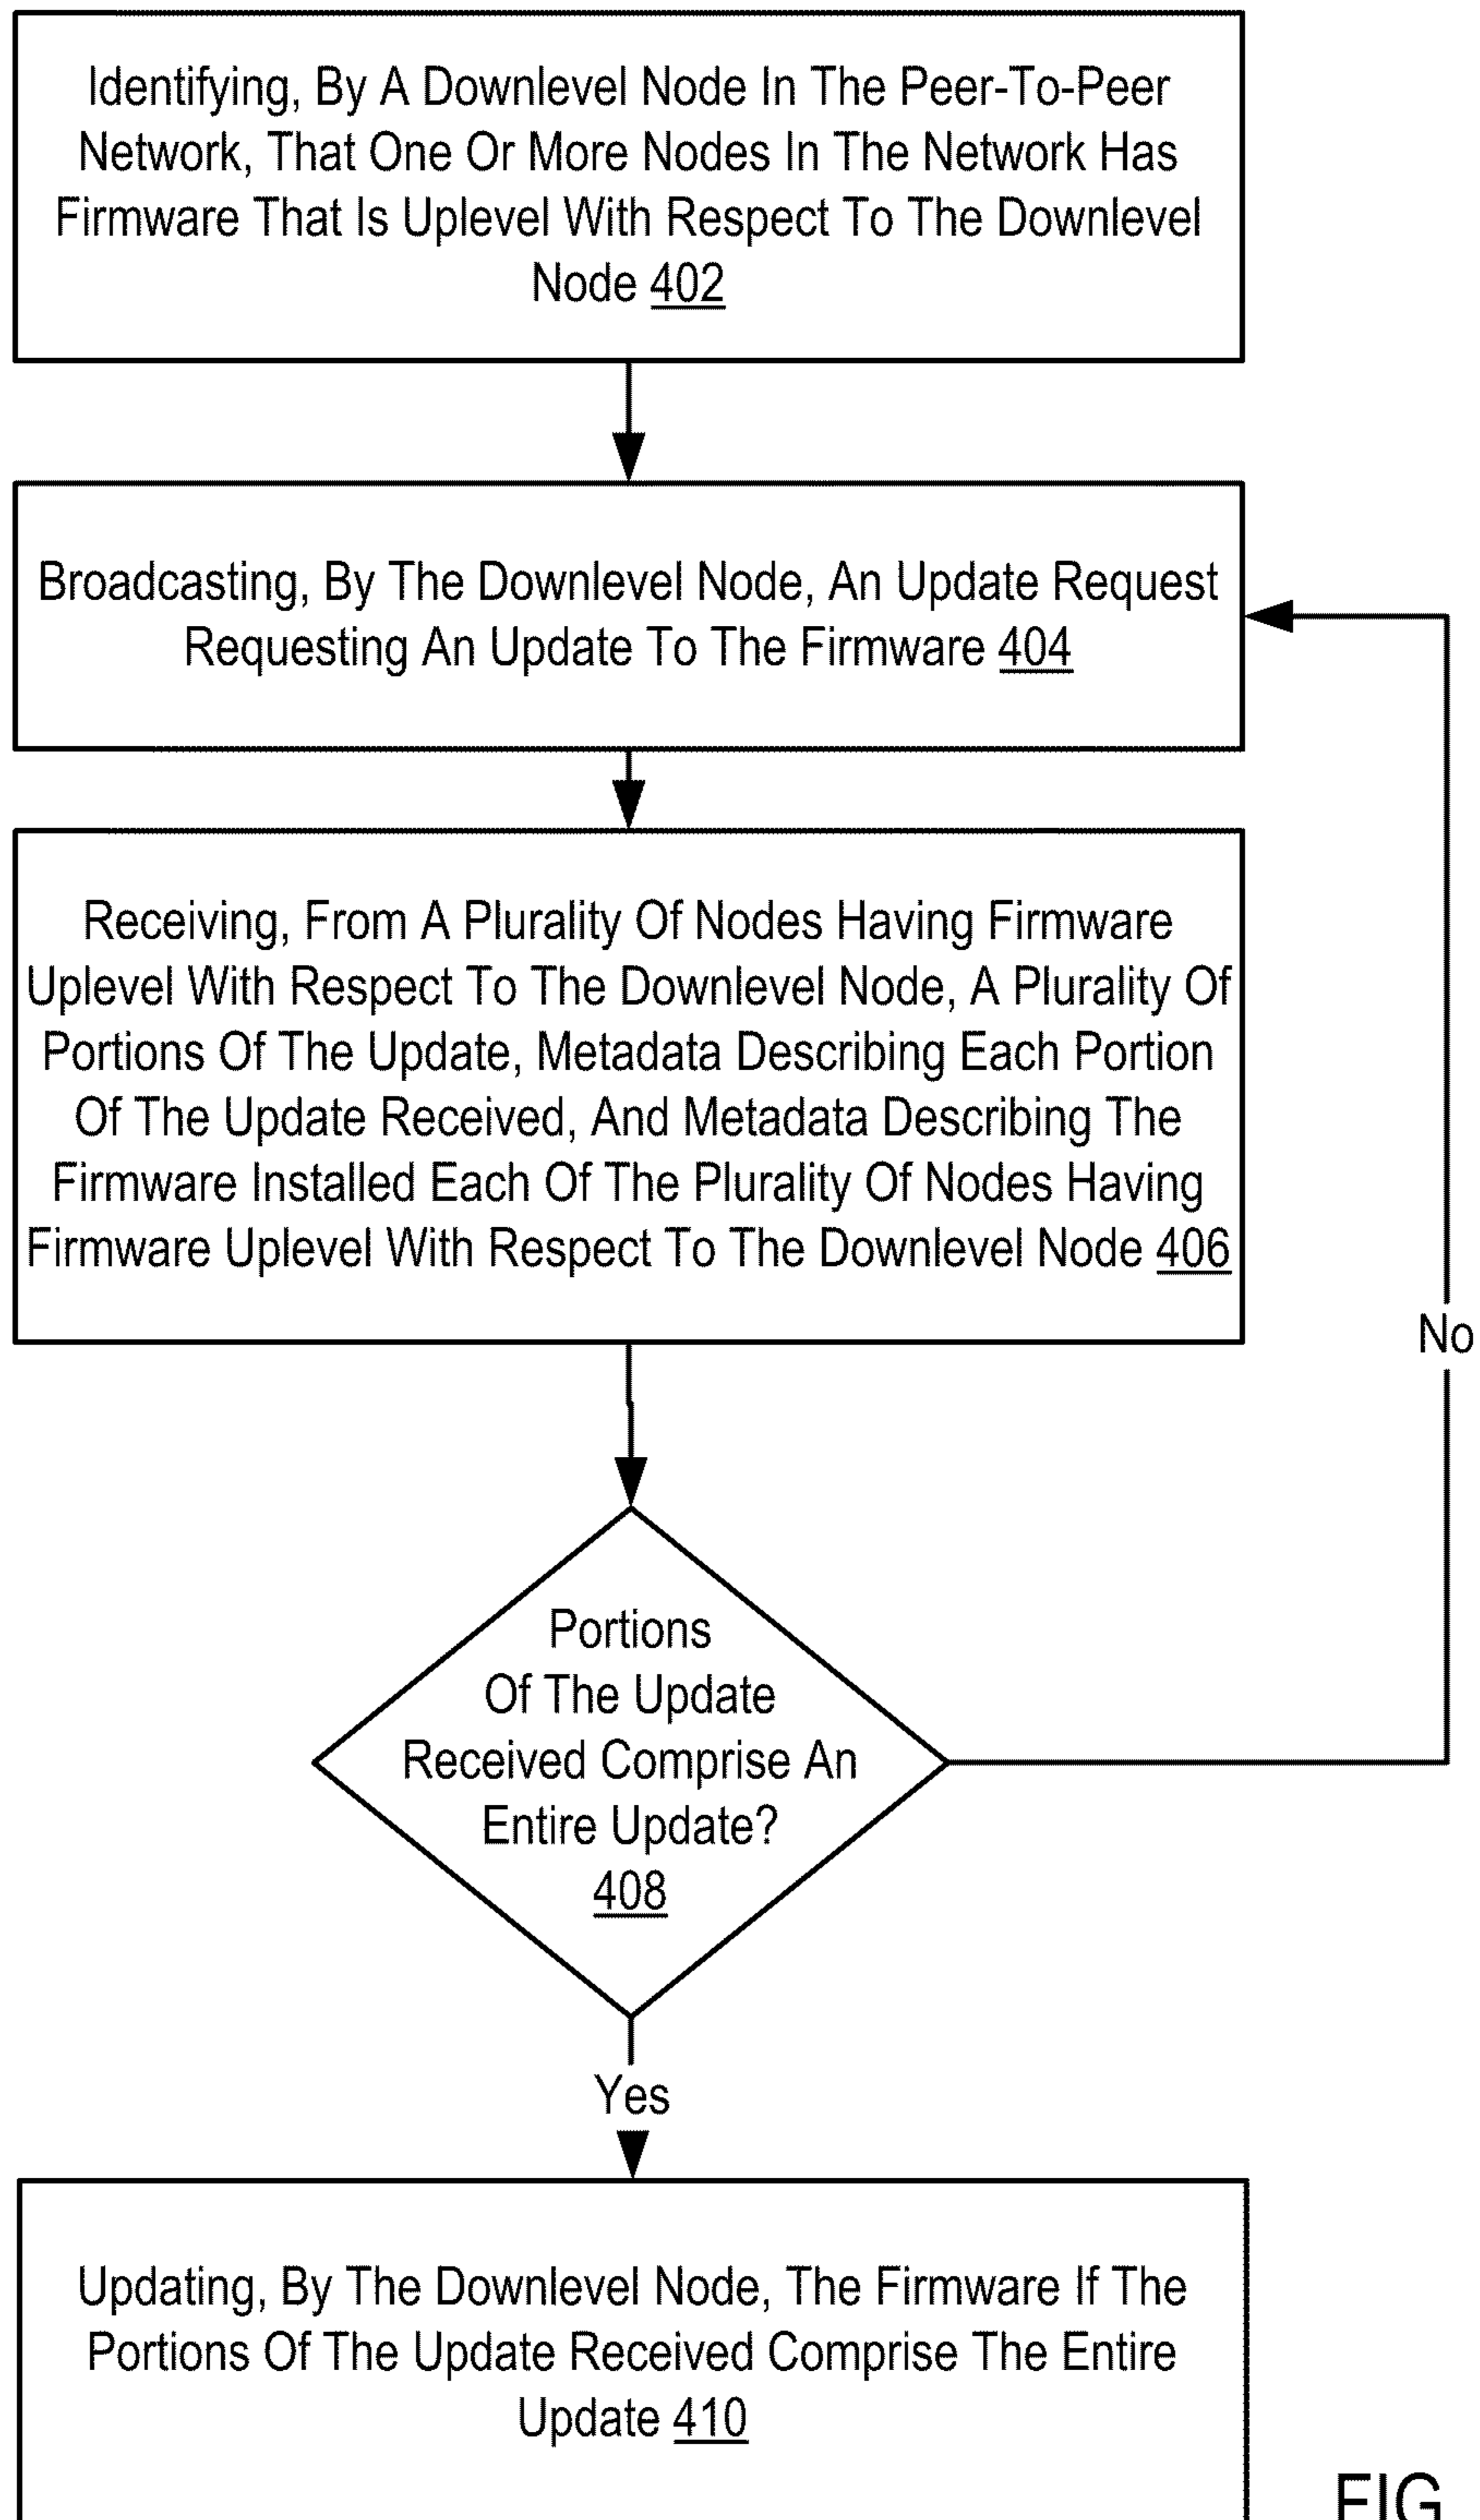 Identifying, By A Downlevel Node In The Peer-To-Peer
Network, That One Or More Nodes In The Network Has
Firmware That Is Uplevel With Respect To The Downlevel
Node 402
Broadcasting, By The Downlevel Node, An Update Request
Requesting An Update To The Firmware 404
Receiving, From A Plurality Of Nodes Having Firmware
Uplevel With Respect To The Downlevel Node, A Plurality Of
Portions Of The Update, Metadata Describing Each Portion
Of The Update Received, And Metadata Describing The
Firmware Installed Each Of The Plurality Of Nodes Having
Firmware Uplevel With Respect To The Downlevel Node 406
No
Portions
Of The Update
Received Comprise An
Entire Update?
408
Yes
Updating, By The Downlevel Node, The Firmware If The
Portions Of The Update Received Comprise The Entire
Update 410
FIG